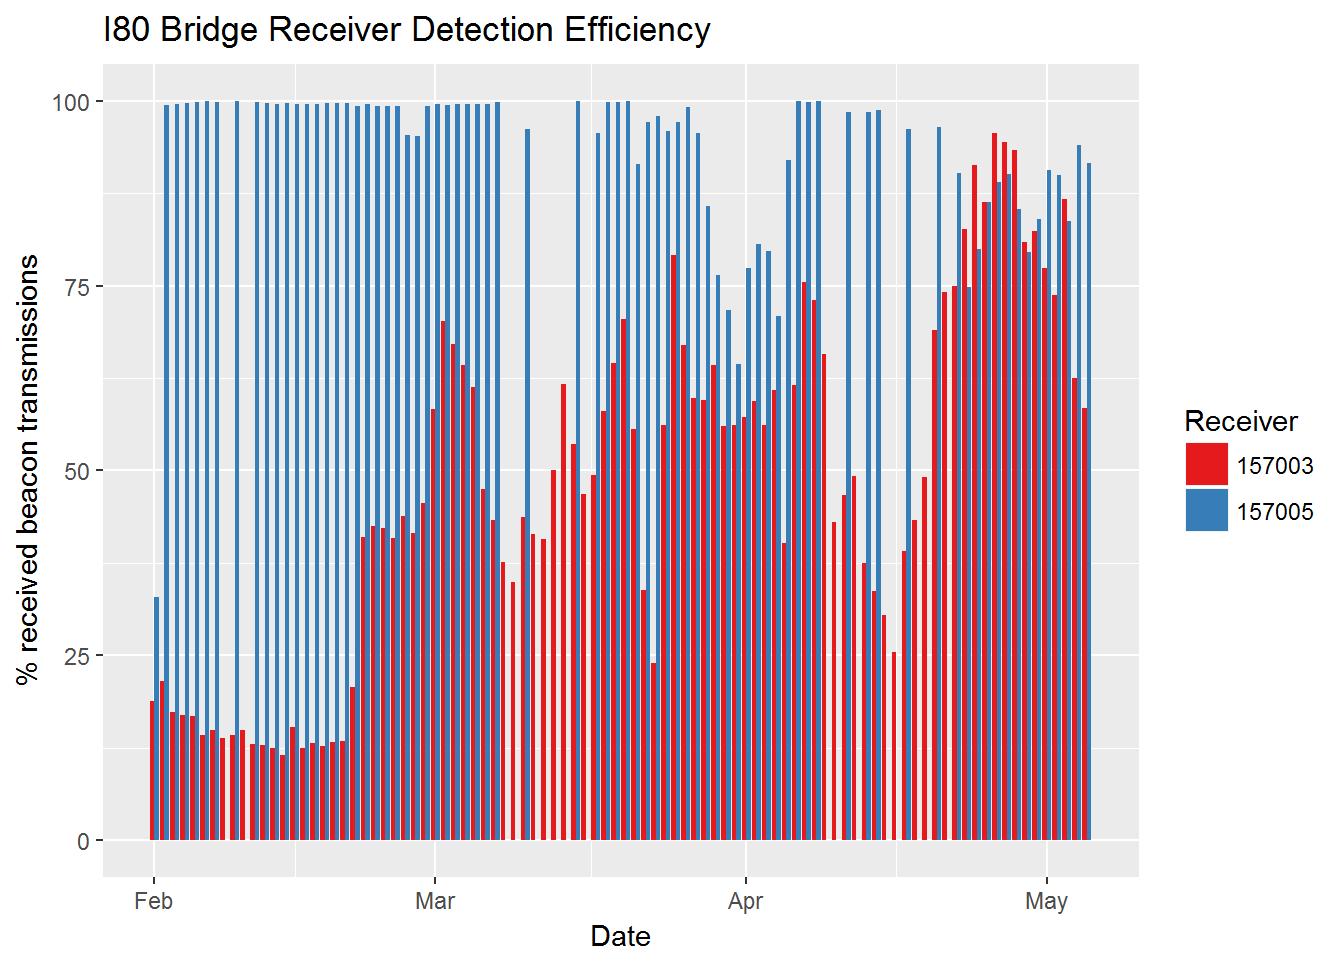 I80 Bridge Receiver Detection Efficiency
% received beacon transmissions
100
75
50
25
0
Feb
Mar
Apr
May
Date
Receiver
157003
157005